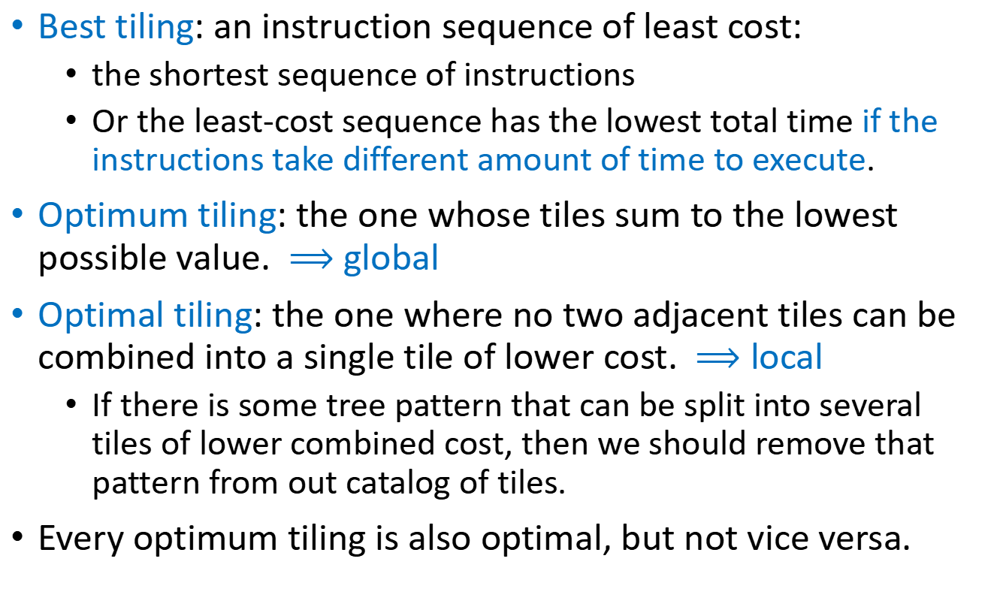 • Best tiling: an instruction sequence of least cost:
• the shortest sequence of instructions
• Or the least-cost sequence has the lowest total time if the
instructions take different amount of time to execute.
• Optimum tiling: the one whose tiles sum to the lowest
possible value. ⟹ global
• Optimal tiling: the one where no two adjacent tiles can be
combined into a single tile of lower cost. ⟹ local
• If there is some tree pattern that can be split into several
tiles of lower combined cost, then we should remove that
pattern from out catalog of tiles.
• Every optimum tiling is also optimal, but not vice versa.